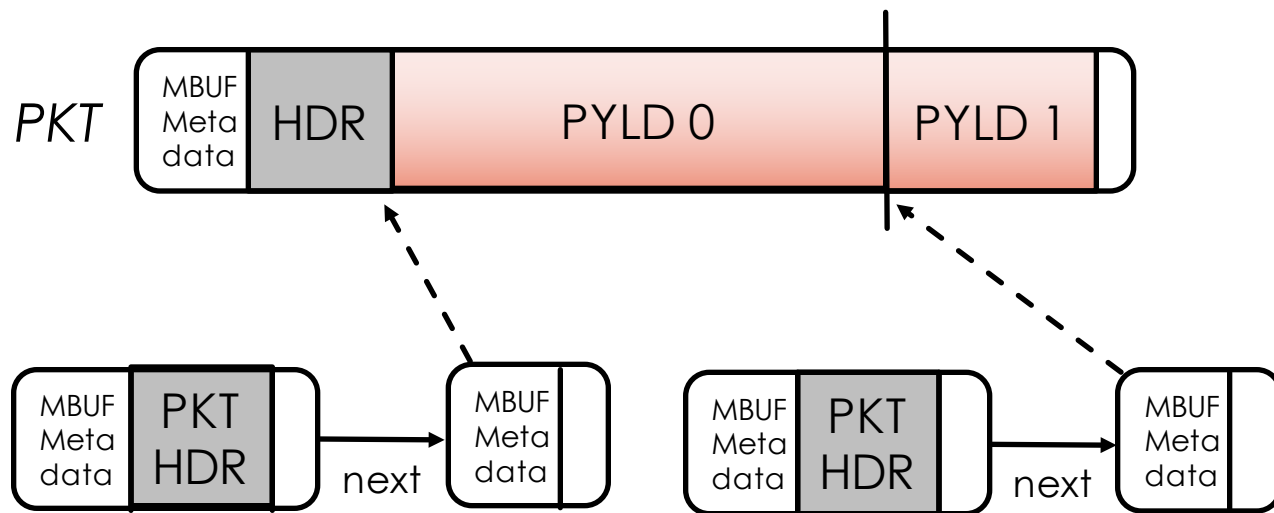 PKT
MBUF
Meta
data
HDR
PYLD 0
PYLD 1
MBUF
Meta
data
PKT
HDR
next
MBUF
Meta
data
MBUF
Meta
data
PKT
HDR
next
MBUF
Meta
data